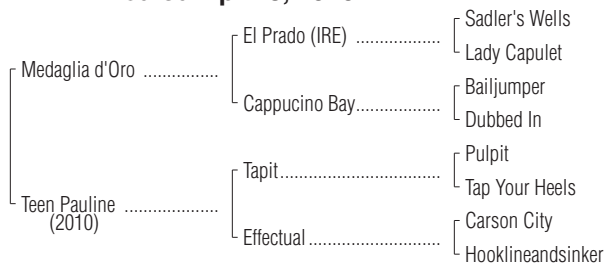 El Prado (IRE) ....................
Sadler's Wells
Lady Capulet
Medaglia d'Oro ................
Cappucino Bay....................
Bailjumper
Dubbed In
Tapit......................................
Pulpit
Tap Your Heels
Teen Pauline ....................
(2010)
Effectual ...............................
Carson City
Hooklineandsinker